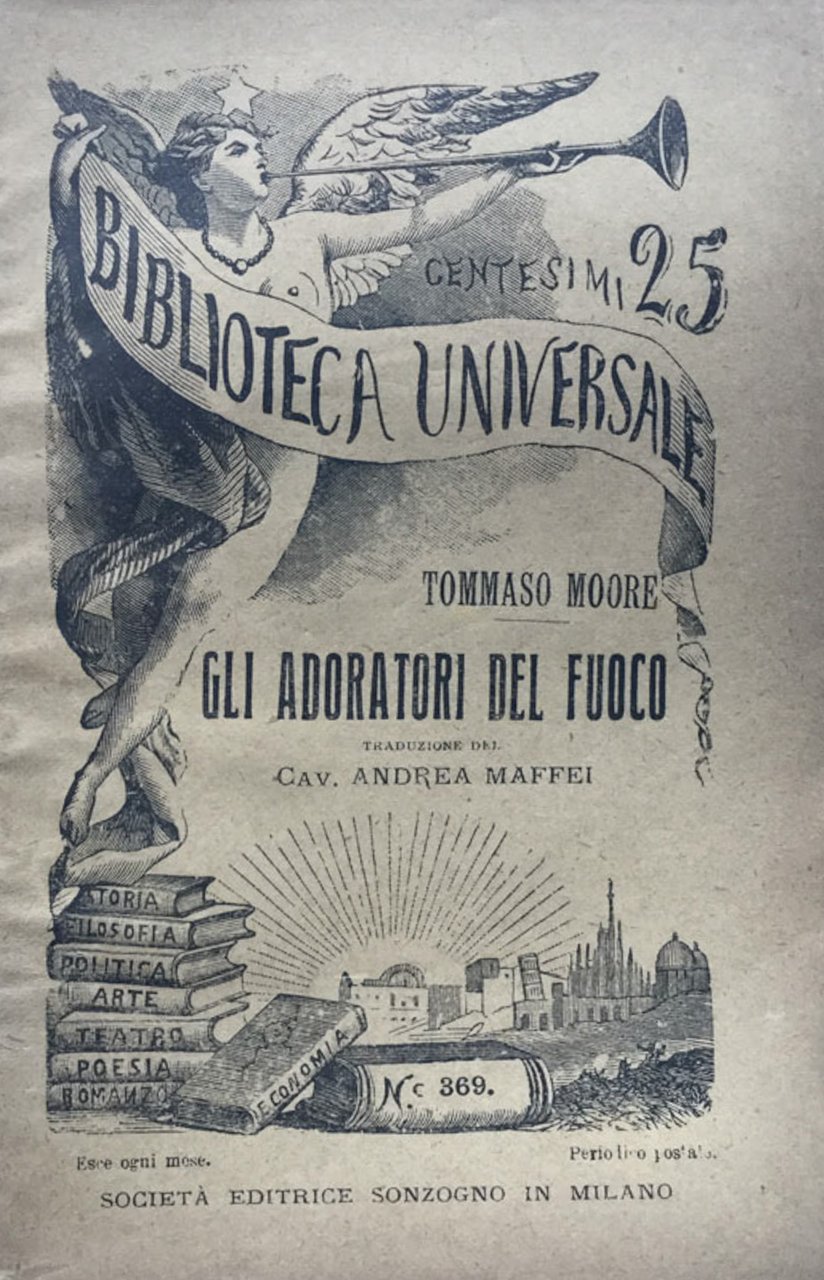 CENTESIMI 25
BIBLIOTECA UNIVERSALE
TOMMASO MOORE
GLI ADORATORI DEL FUOCO
TRADUZIONE DEL
CAV. ANDREA MAFFEI
STORIA
FILOSOFIA
POLITICA
ARTE
TEATRO
POESIA
ROMANZO
ECONOMIA
N.c 369.
Esce ogni mese.
Periodico postale.
SOCIETÀ EDITRICE SONZOGNO IN MILANO